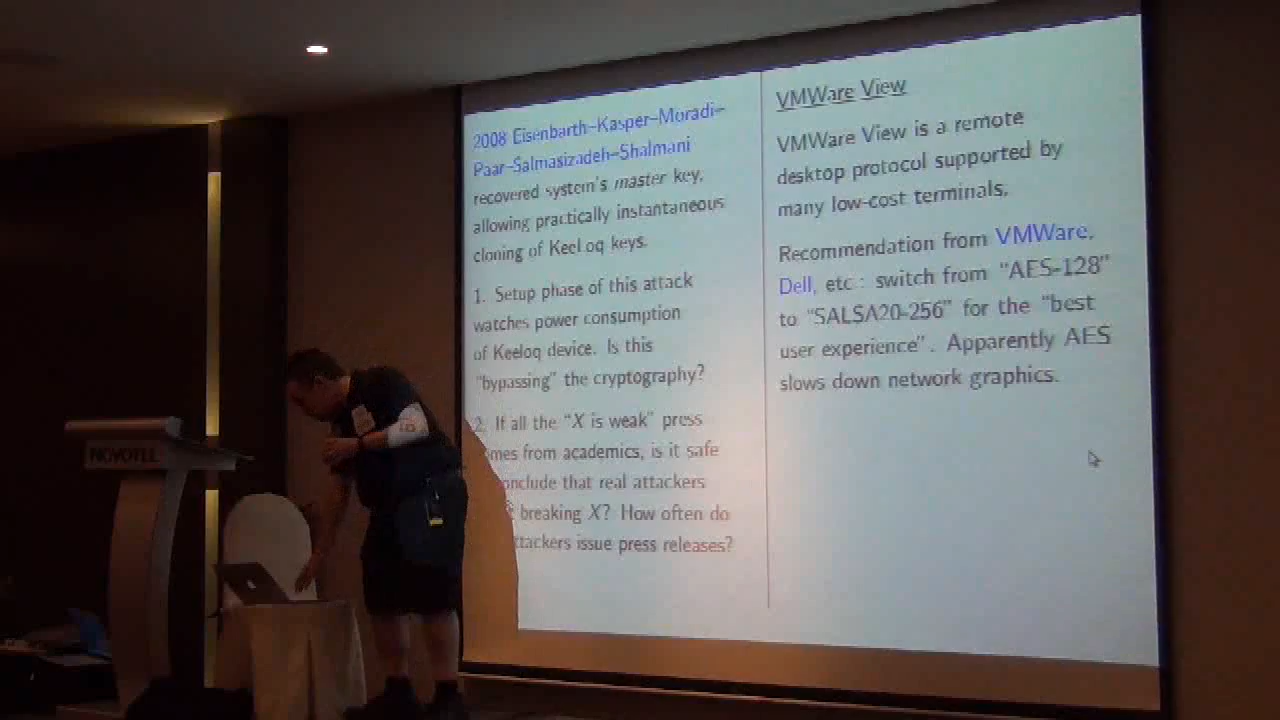 2008 Eisenbarth–Kasper–Moradi–
Paar–Salmasizadeh–Shalmani
recovered system's master key,
allowing practically instantaneous
cloning of KeeLoq keys.
1. Setup phase of this attack
watches power consumption
of Keeloq device. Is this
"bypassing" the cryptography?
2. If all the "X is weak" press
mes from academics, is it safe
onclude that real attackers
breaking X? How often do
ttackers issue press releases?
VMWare View
VMWare View is a remote
desktop protocol supported by
many low-cost terminals.
Recommendation from VMWare,
Dell, etc.: switch from "AES-128"
to "SALSA20-256" for the "best
user experience". Apparently AES
slows down network graphics.
NOVOTEL